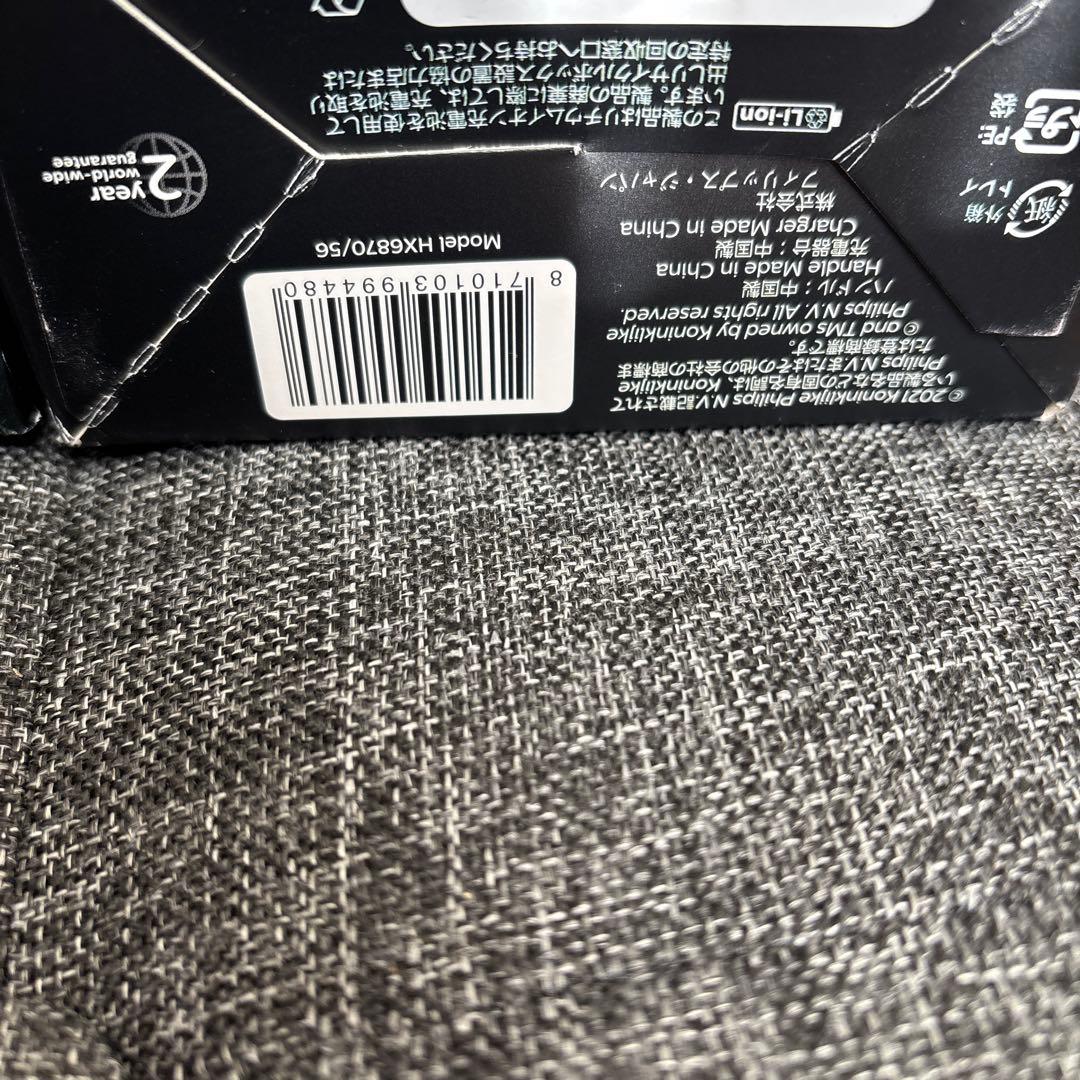 © 2021 Koninklijke Philips N.V.記載されて
いる製品名などの固有名詞は、Koninklijke
Philips N.V.またはその他の会社の商標ま
たは登録商標です。
© and TMs owned by Koninklijke
Philips N.V. All rights reserved.
ハンドル：中国製
Handle Made in China
充電器台：中国製
Charger Made in China
株式会社
フィリップス・ジャパン
8 710103 994480
Model HX6870/56
2 year
world-wide
guarantee
Li-ion
この製品はリチウムイオン充電池を使用して
います。製品の廃棄に際しては、充電池を取り
出しリサイクルボックス設置の協力店または
特定の回収窓口へお持ちください。
紙
外箱
トレイ
プラ
PE:
袋